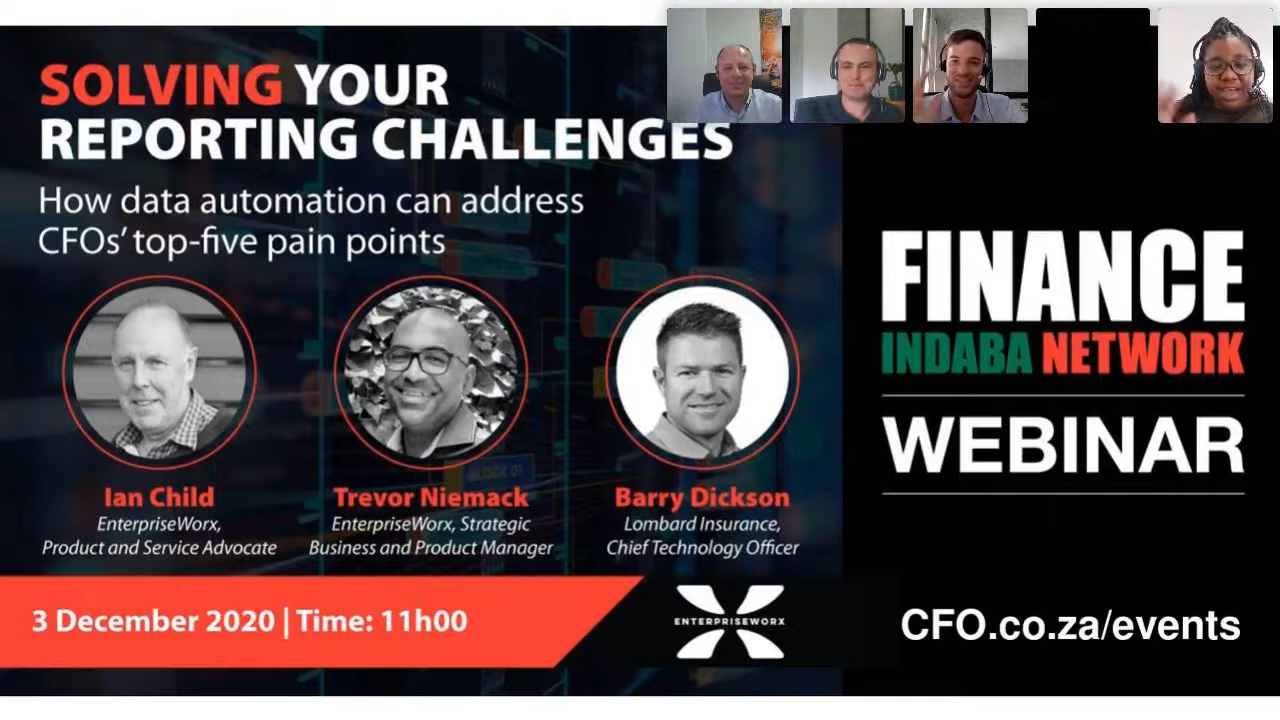 SOLVING YOUR
REPORTING CHALLENGES
How data automation can address
CFOs' top-five pain points
Ian Child
EnterpriseWorx,
Product and Service Advocate
Trevor Niemack
EnterpriseWorx, Strategic
Business and Product Manager
Barry Dickson
Lombard Insurance,
Chief Technology Officer
3 December 2020 | Time: 11h00
ENTERPRISEWORX
FINANCE
INDABA NETWORK
WEBINAR
CFO.co.za/events